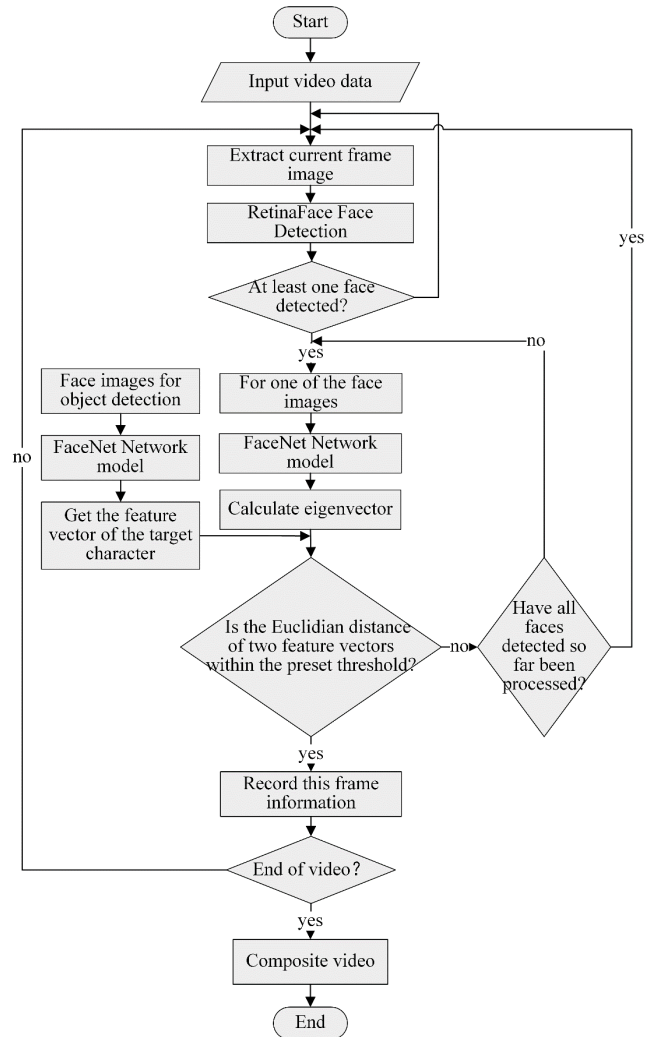 Start
Input video data
Extract current frame
image
RetinaFace Face
Detection
At least one face
detected?
yes
no
yes
Face images for
object detection
For one of the face
images
no
FaceNet Network
model
FaceNet Network
model
Get the feature
vector of the target
character
Calculate eigenvector
Is the Euclidian distance
of two feature vectors
within the preset threshold?
no
Have all
faces
detected so
far been
processed?
yes
Record this frame
information
End of video?
yes
Composite video
End